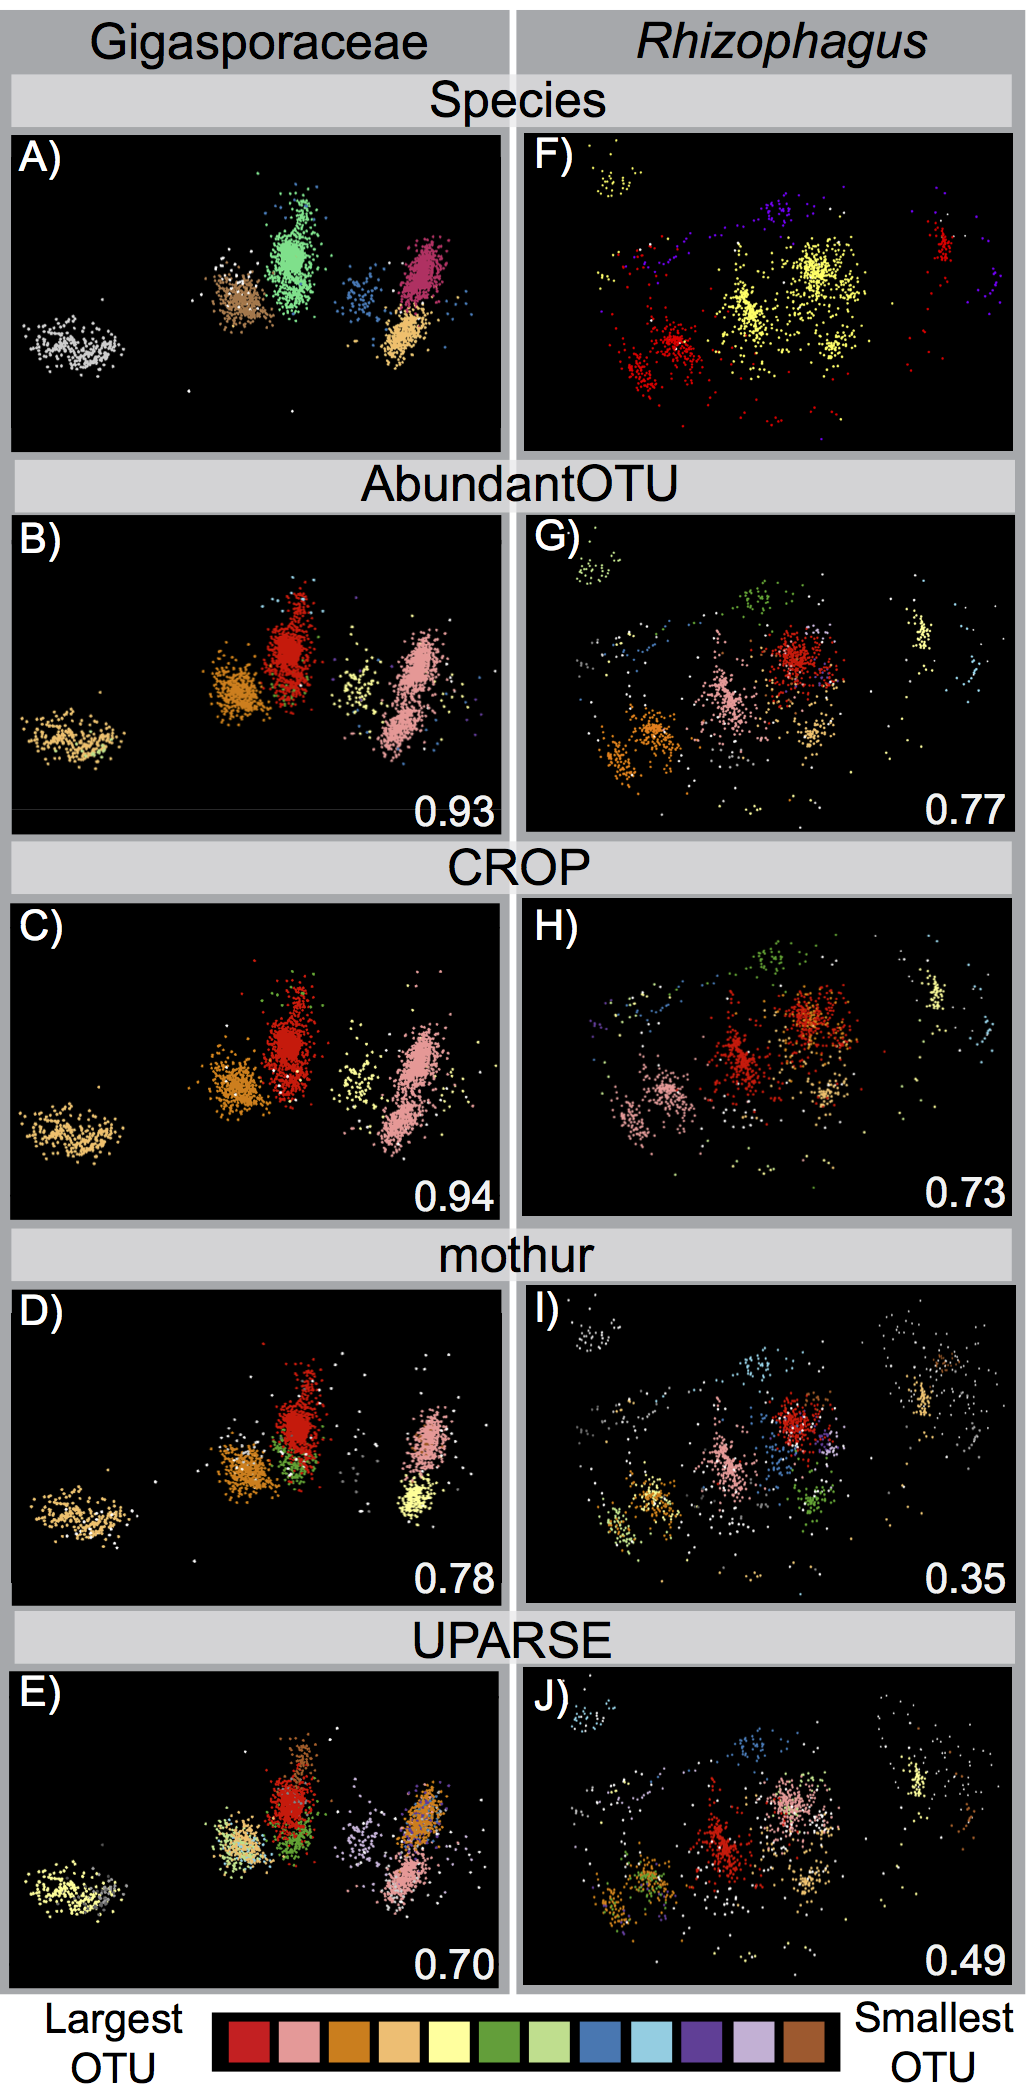 Gigasporaceae
Rhizophagus
Species
A)
F)
AbundantOTU
B)
G)
0.93
0.77
CROP
C)
H)
0.94
0.73
mothur
D)
I)
0.78
0.35
UPARSE
E)
J)
0.70
0.49
Largest
OTU
Smallest
OTU